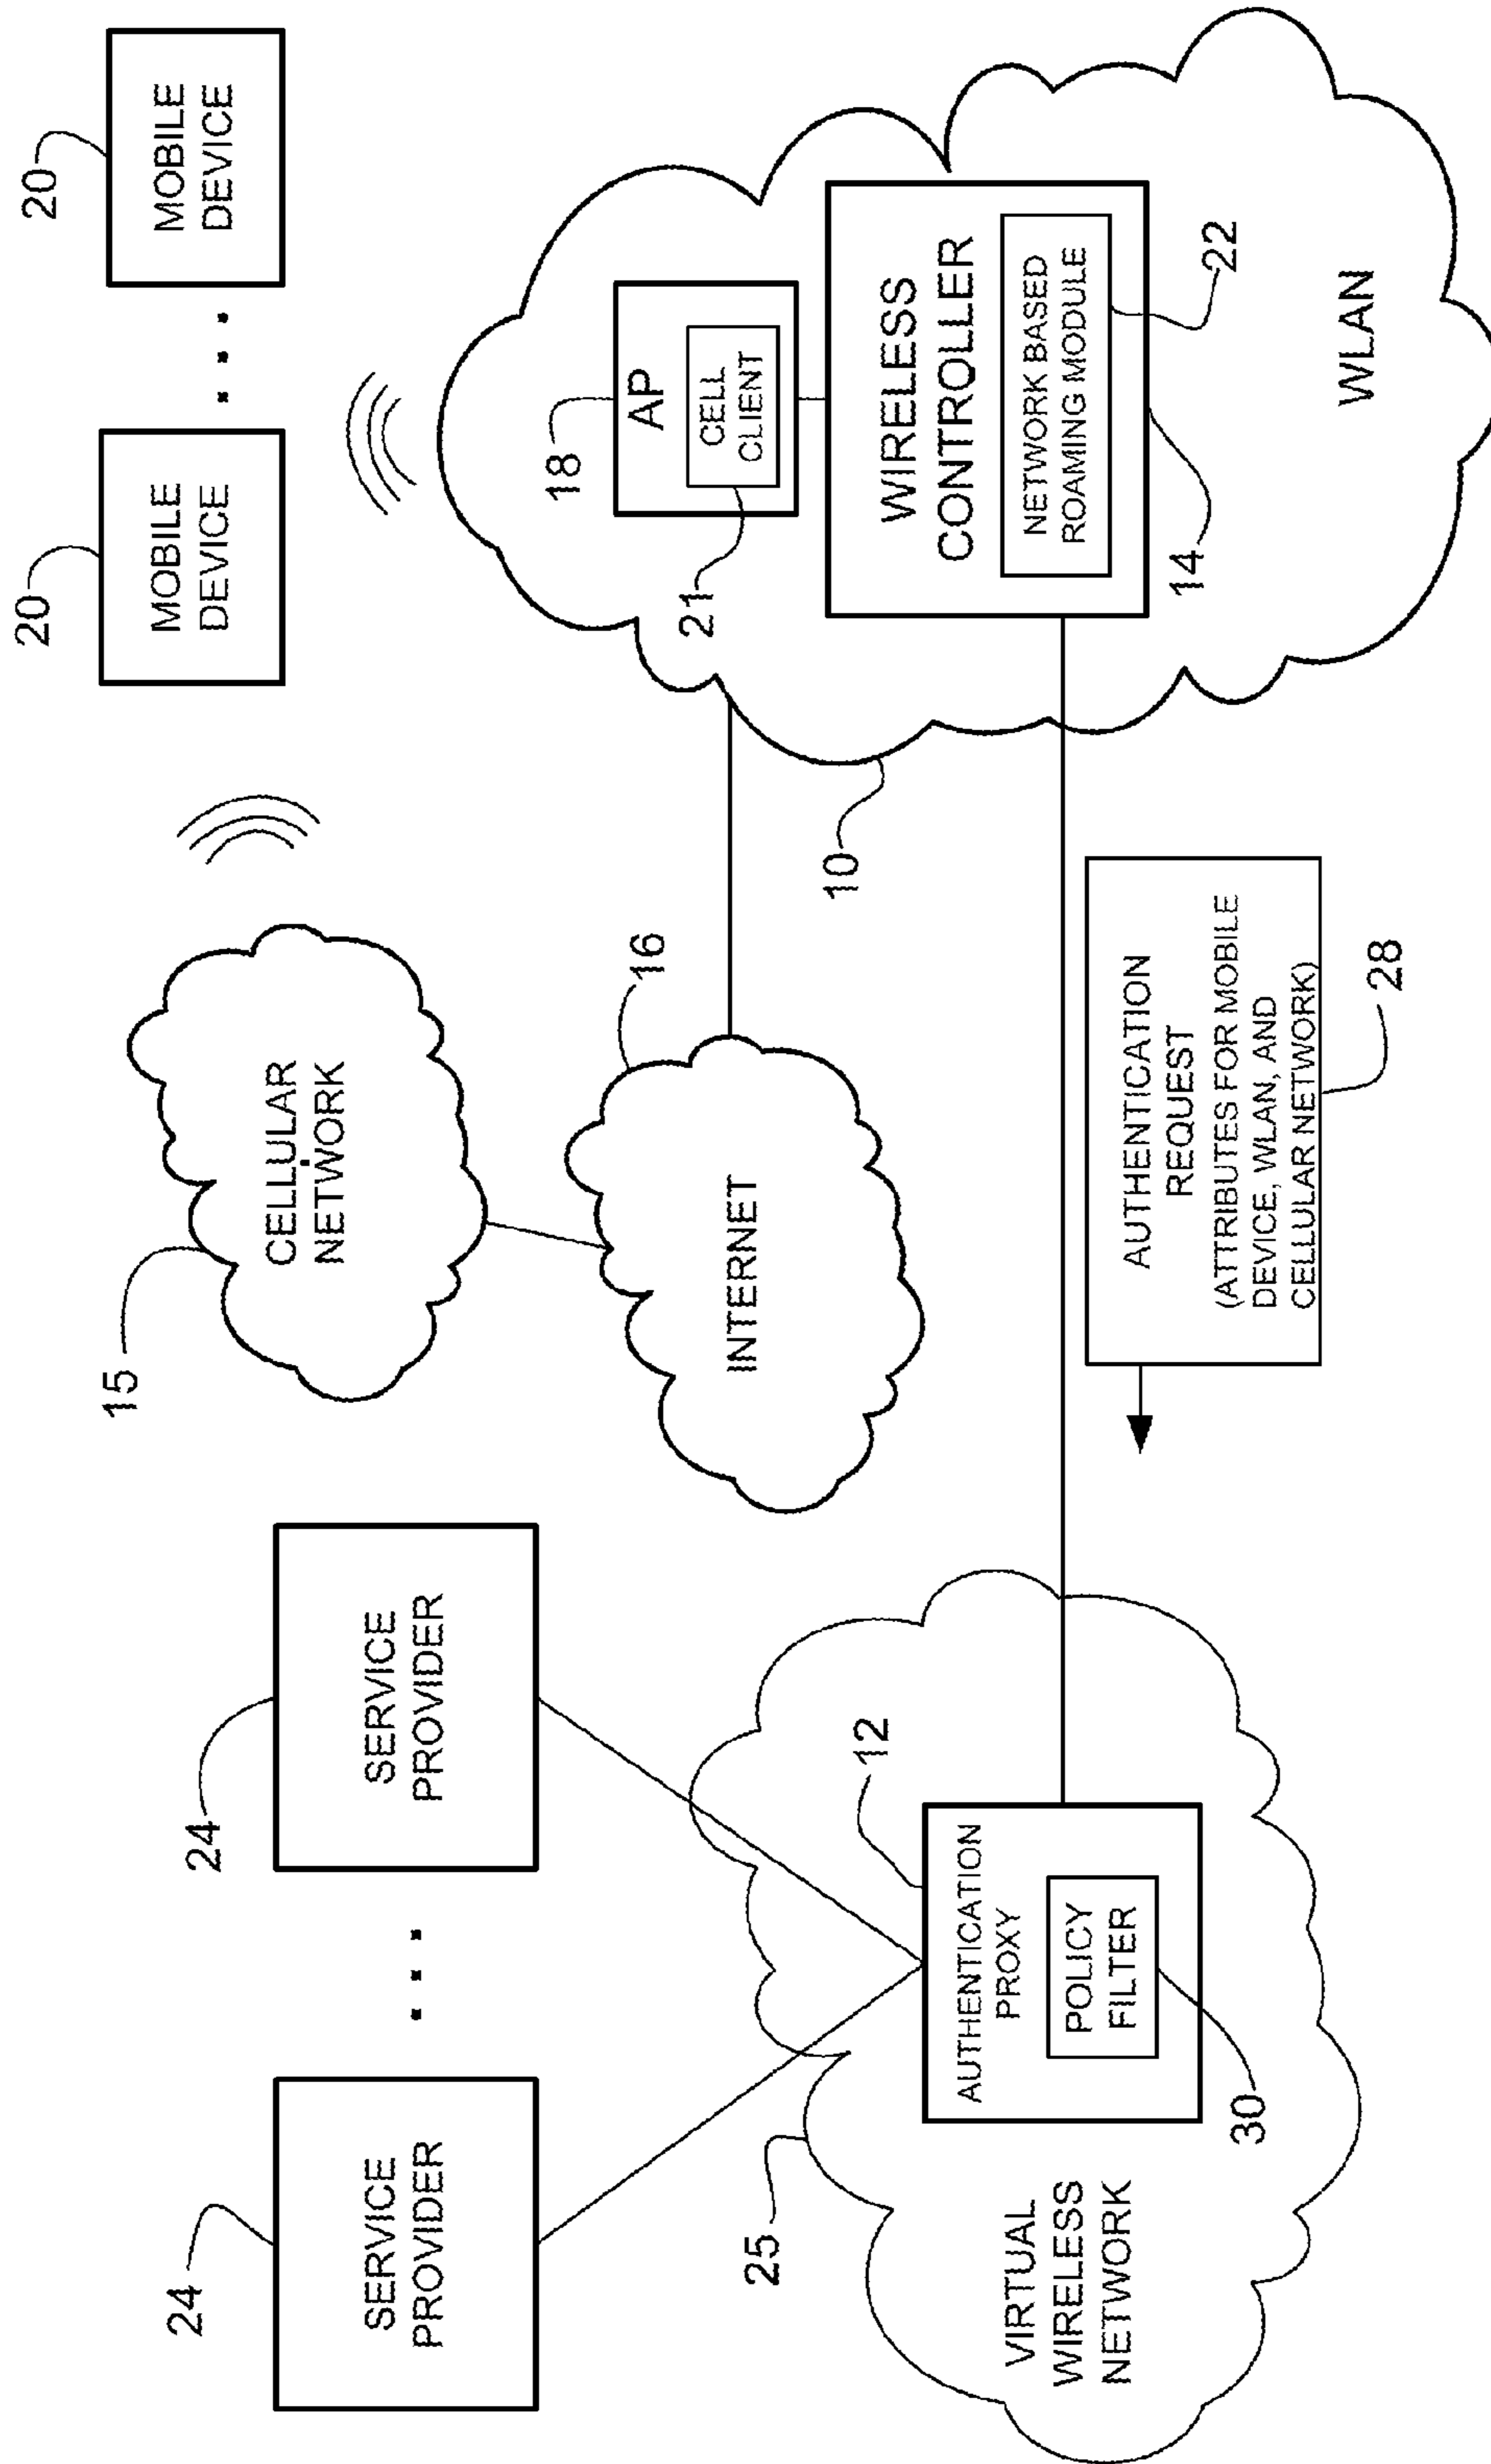 20
MOBILE
DEVICE
20
MOBILE
DEVICE
15
CELLULAR
NETWORK
16
INTERNET
24
SERVICE
PROVIDER
24
SERVICE
PROVIDER
18
AP
CELL
CLIENT
21
WIRELESS
CONTROLLER
NETWORK BASED
ROAMING MODULE
22
14
WLAN
10
AUTHENTICATION
REQUEST
(ATTRIBUTES FOR MOBILE
DEVICE, WLAN, AND
CELLULAR NETWORK)
28
12
AUTHENTICATION
PROXY
POLICY
FILTER
30
25
VIRTUAL
WIRELESS
NETWORK